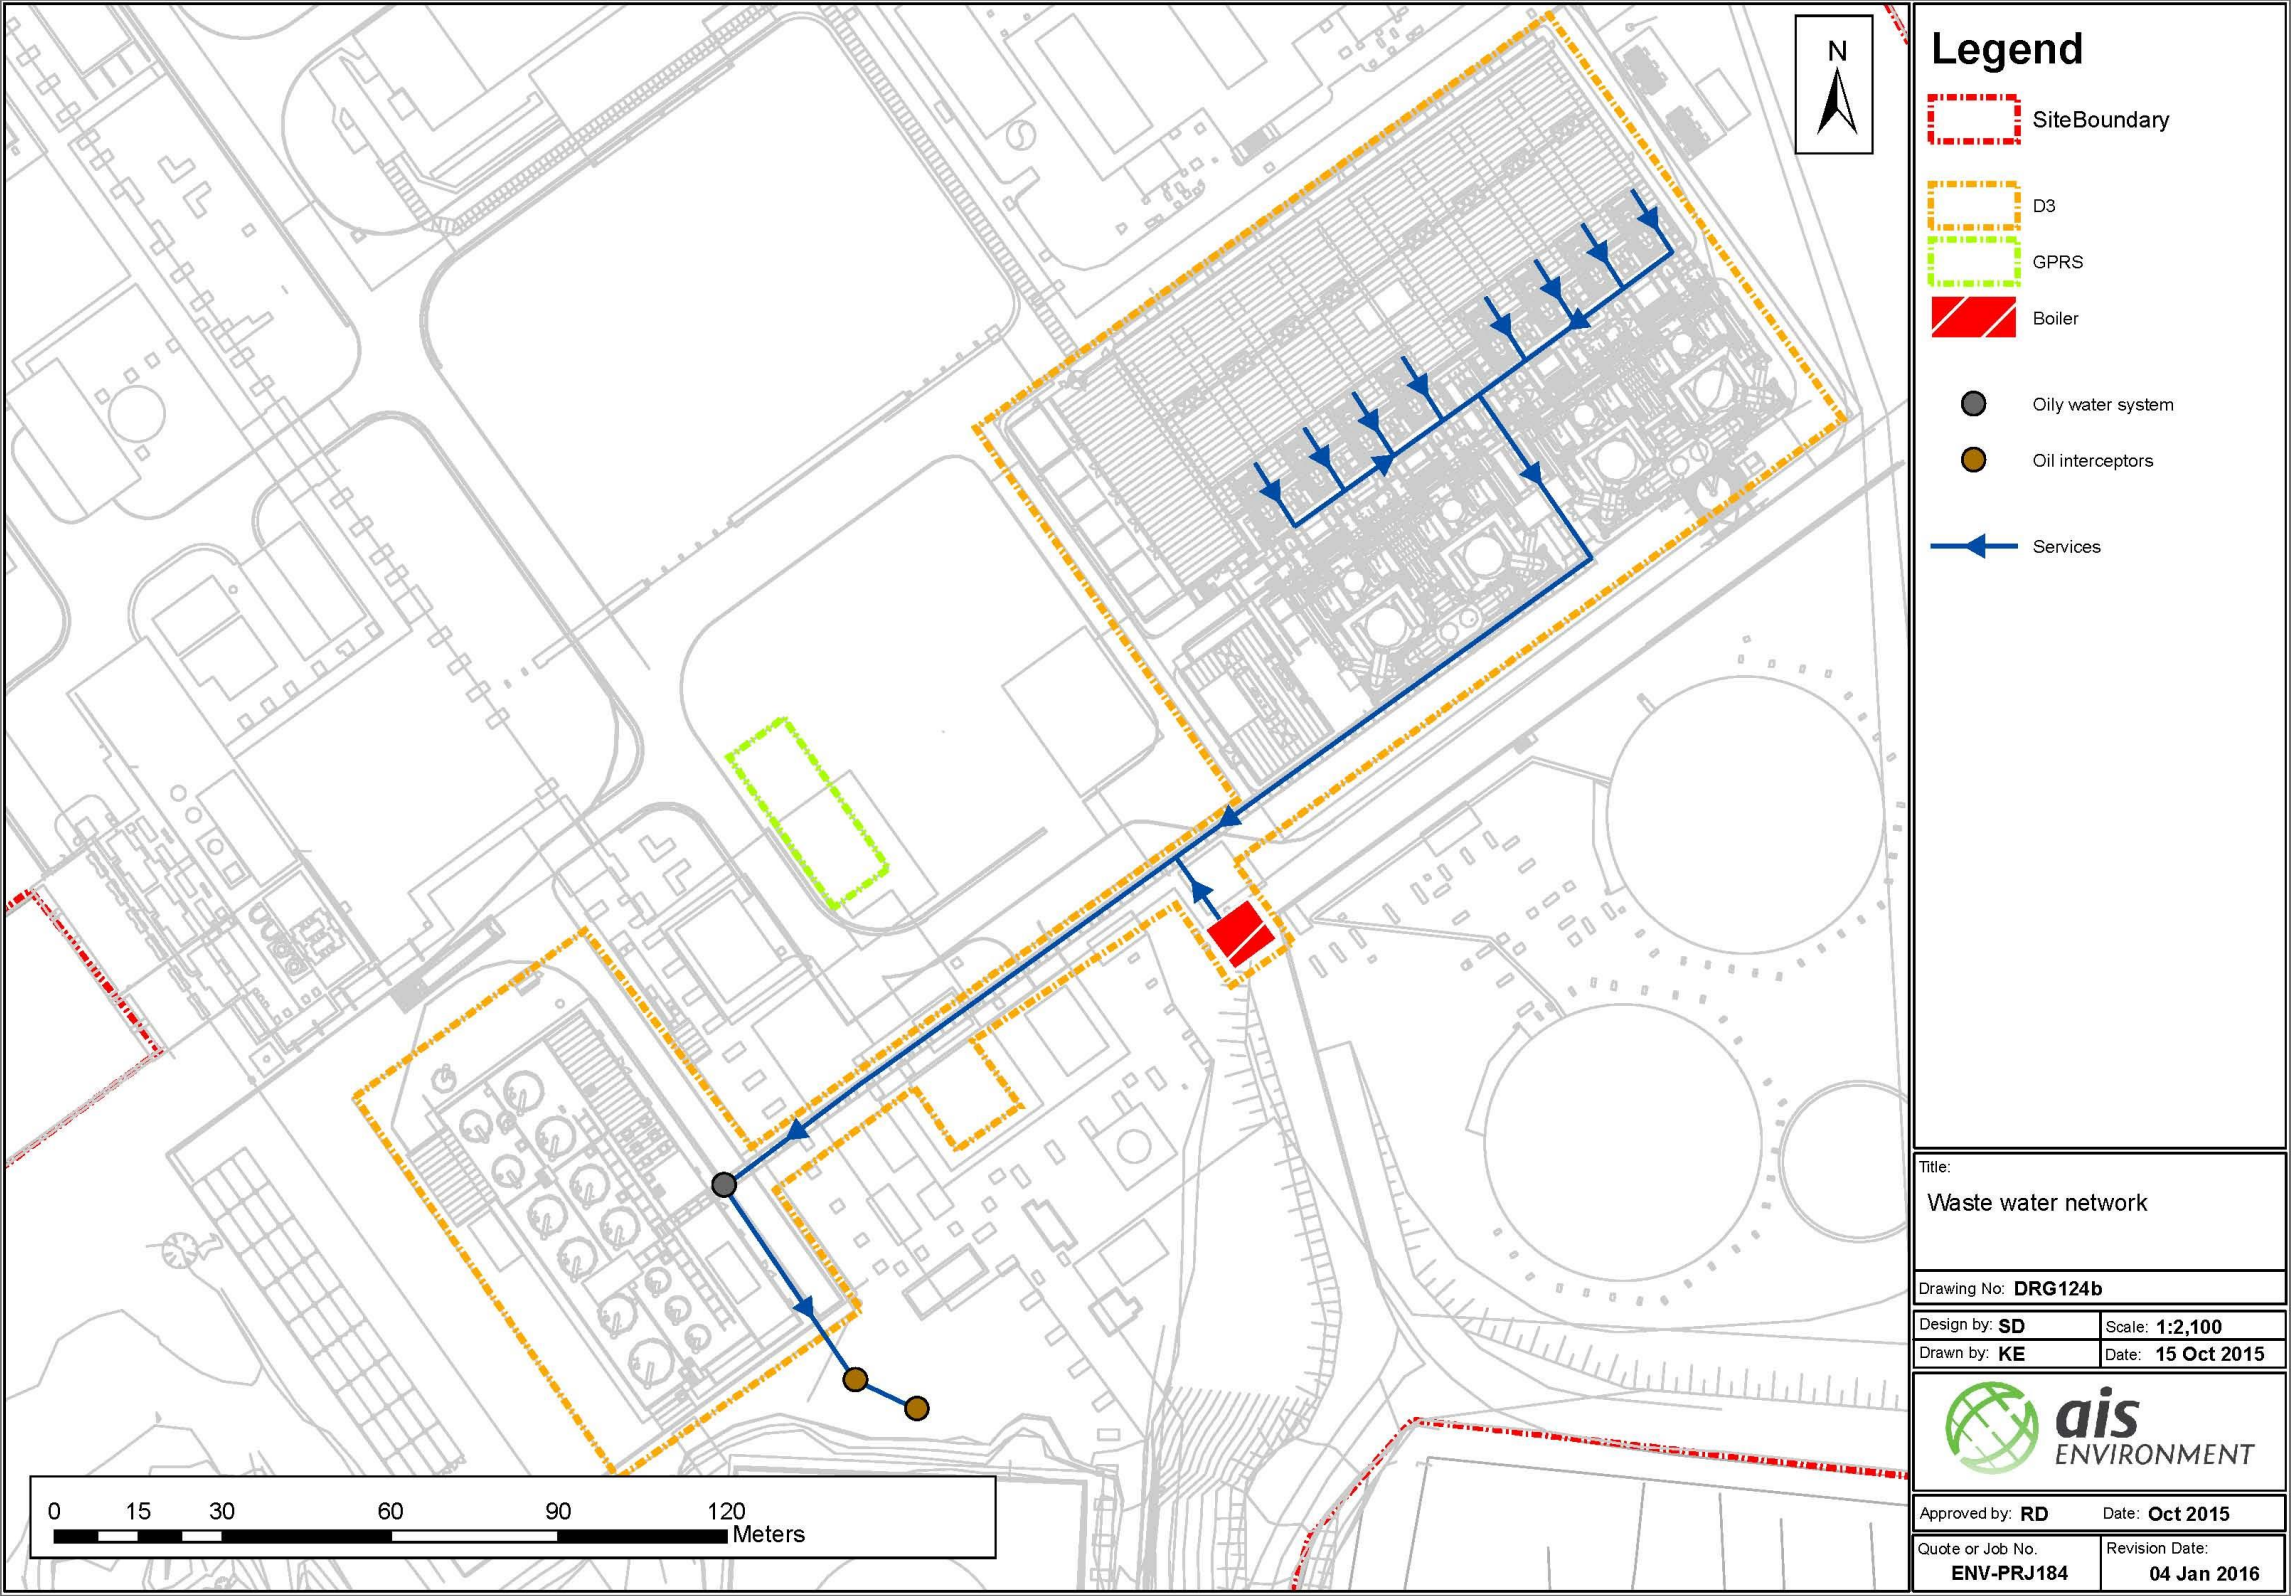 N
Legend
SiteBoundary
D3
GPRS
Boiler
Oily water system
Oil interceptors
Services
0 15 30 60 90 120
Meters
Title:
Waste water network
Drawing No: DRG124b
Design by: SD Scale: 1:2,100
Drawn by: KE Date: 15 Oct 2015
ais
ENVIRONMENT
Approved by: RD Date: Oct 2015
Quote or Job No. Revision Date:
ENV-PRJ184 04 Jan 2016